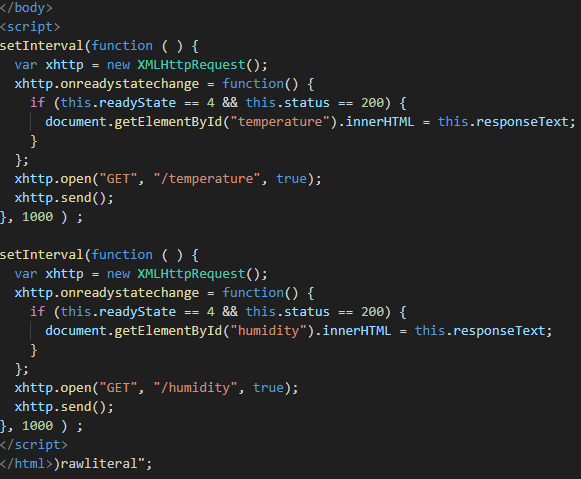 </body>
<script>
setInterval(function ( ) {
  var xhttp = new XMLHttpRequest();
  xhttp.onreadystatechange = function() {
    if (this.readyState == 4 && this.status == 200) {
      document.getElementById("temperature").innerHTML = this.responseText;
    }
  };
  xhttp.open("GET", "/temperature", true);
  xhttp.send();
}, 1000 ) ;

setInterval(function ( ) {
  var xhttp = new XMLHttpRequest();
  xhttp.onreadystatechange = function() {
    if (this.readyState == 4 && this.status == 200) {
      document.getElementById("humidity").innerHTML = this.responseText;
    }
  };
  xhttp.open("GET", "/humidity", true);
  xhttp.send();
}, 1000 ) ;
</script>
</html>)rawliteral";